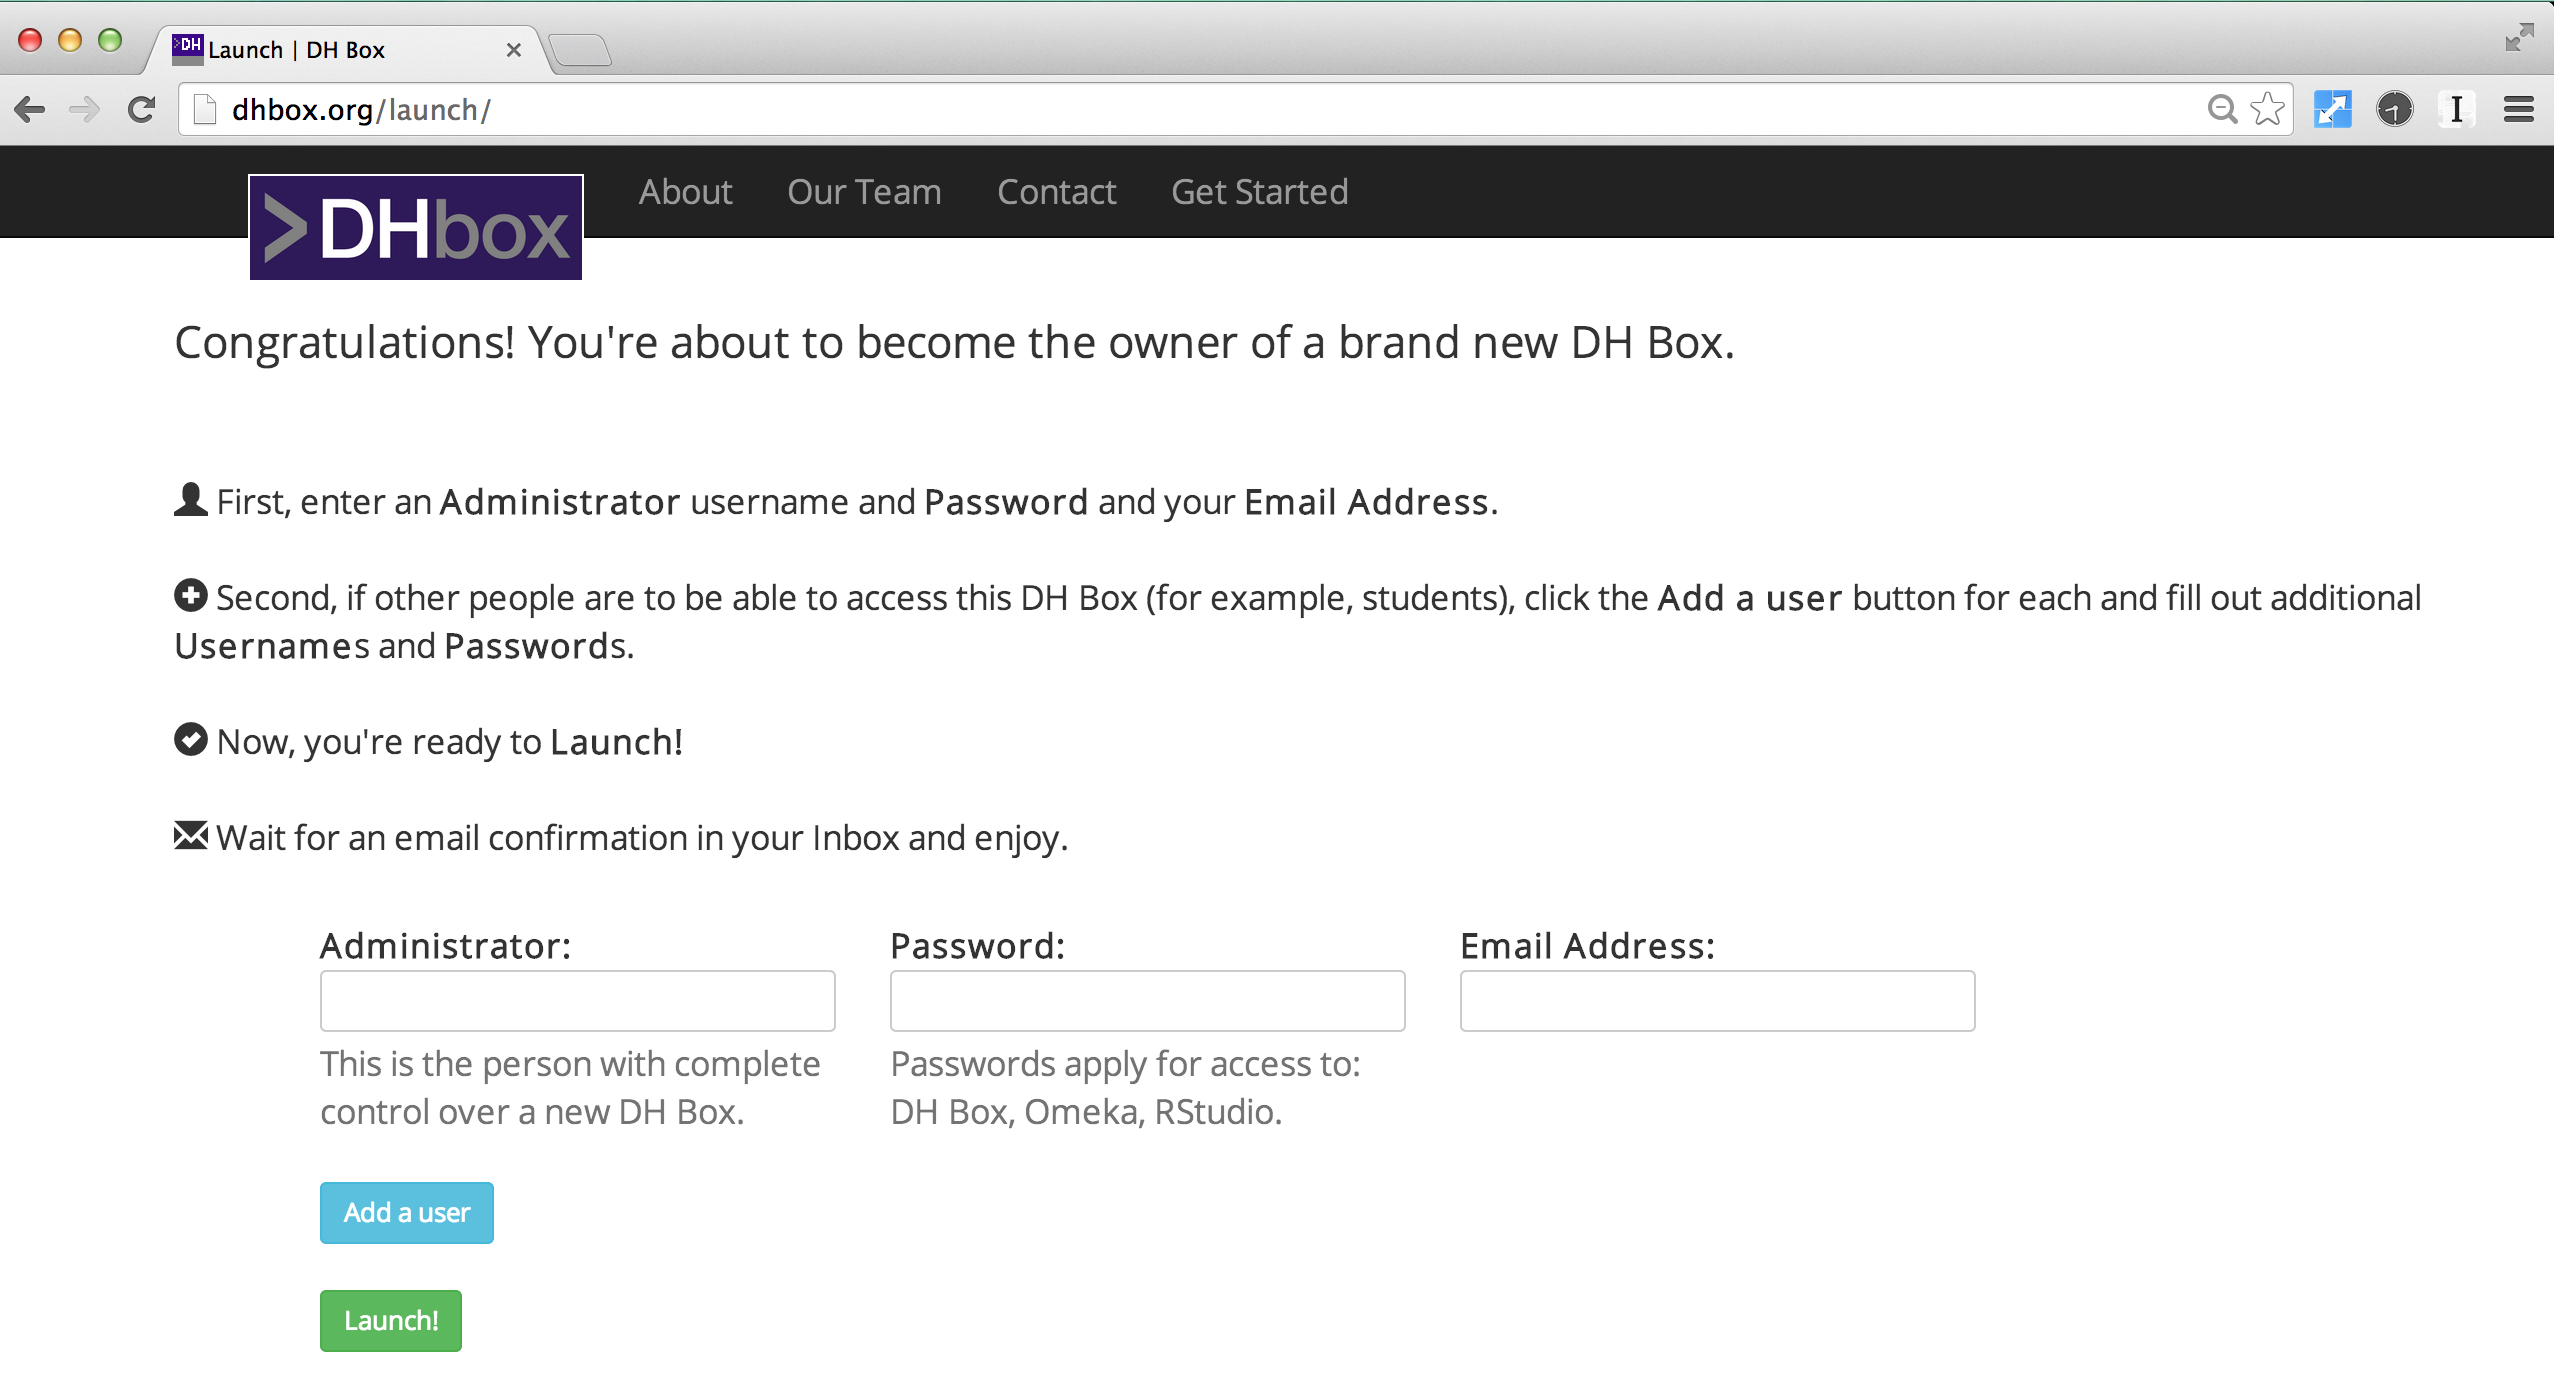 >DH Launch | DH Box
dhbox.org/launch/
>DHbox About Our Team Contact Get Started
Congratulations! You're about to become the owner of a brand new DH Box.
First, enter an Administrator username and Password and your Email Address.
Second, if other people are to be able to access this DH Box (for example, students), click the Add a user button for each and fill out additional
Usernames and Passwords.
Now, you're ready to Launch!
Wait for an email confirmation in your Inbox and enjoy.
Administrator: Password: Email Address:
This is the person with complete
control over a new DH Box.
Passwords apply for access to:
DH Box, Omeka, RStudio.
Add a user
Launch!